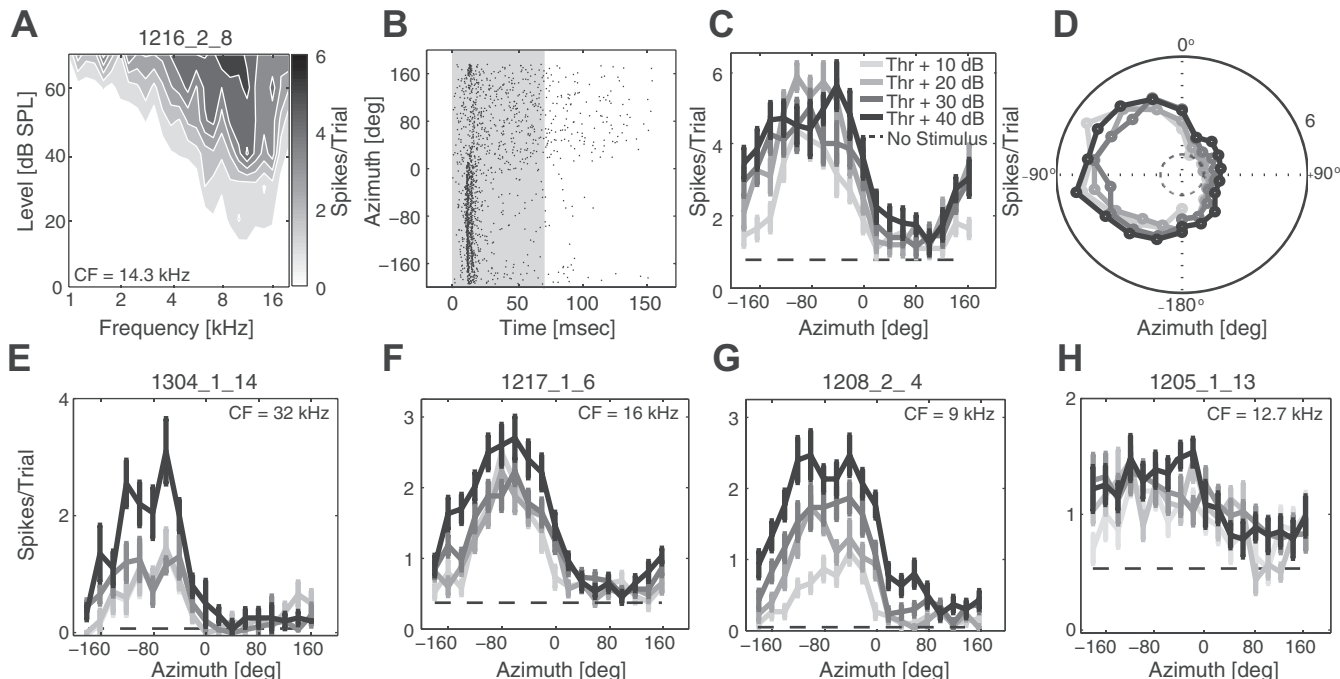 A
1216_2_8
Level [dB SPL]
60
40
20
0
CF = 14.3 kHz
1
2
4
8
16
Frequency [kHz]
6
4
2
0
Spikes/Trial
B
Azimuth [deg]
160
80
0
−80
−160
0
50
100
150
Time [msec]
C
Spikes/Trial
6
4
2
0
Thr + 10 dB
Thr + 20 dB
Thr + 30 dB
Thr + 40 dB
No Stimulus
−160
−80
0
80
160
Azimuth [deg]
D
Spikes/Trial
0°
6
-90°
+90°
-180°
Azimuth [deg]
E
1304_1_14
CF = 32 kHz
Spikes/Trial
4
2
0
−160
−80
0
80
160
Azimuth [deg]
F
1217_1_6
CF = 16 kHz
3
2
1
0
−160
−80
0
80
160
Azimuth [deg]
G
1208_2_ 4
CF = 9 kHz
3
2
1
0
−160
−80
0
80
160
Azimuth [deg]
H
1205_1_13
CF = 12.7 kHz
2
1
0
−160
−80
0
80
160
Azimuth [deg]